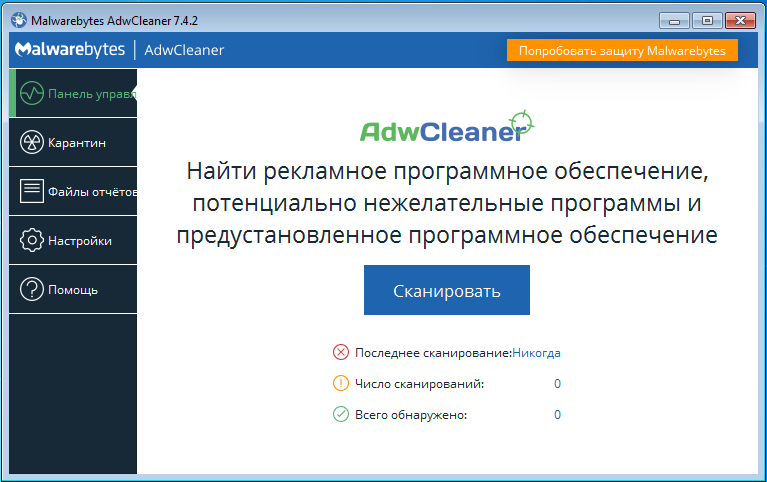 Malwarebytes AdwCleaner 7.4.2
Malwarebytes AdwCleaner
Попробовать защиту Malwarebytes
Панель управл
Карантин
Файлы отчётов
Настройки
Помощь
AdwCleaner
Найти рекламное программное обеспечение,
потенциально нежелательные программы и
предустановленное программное обеспечение
Сканировать
Последнее сканирование:Никогда
Число сканирований: 0
Всего обнаружено: 0